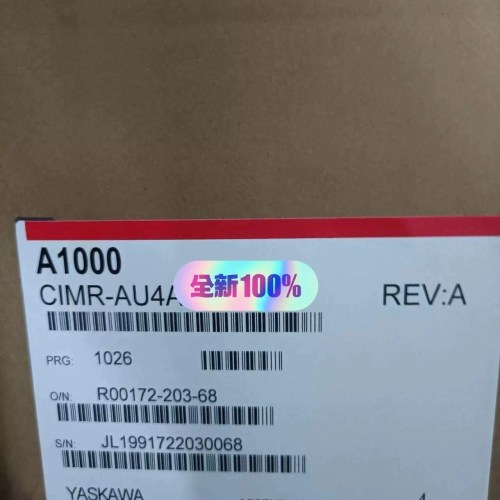 A1000
CIMR-AU4A
全新100%
REV:A
PRG: 1026
O/N: R00172-203-68
S/N: JL1991722030068
YASKAWA